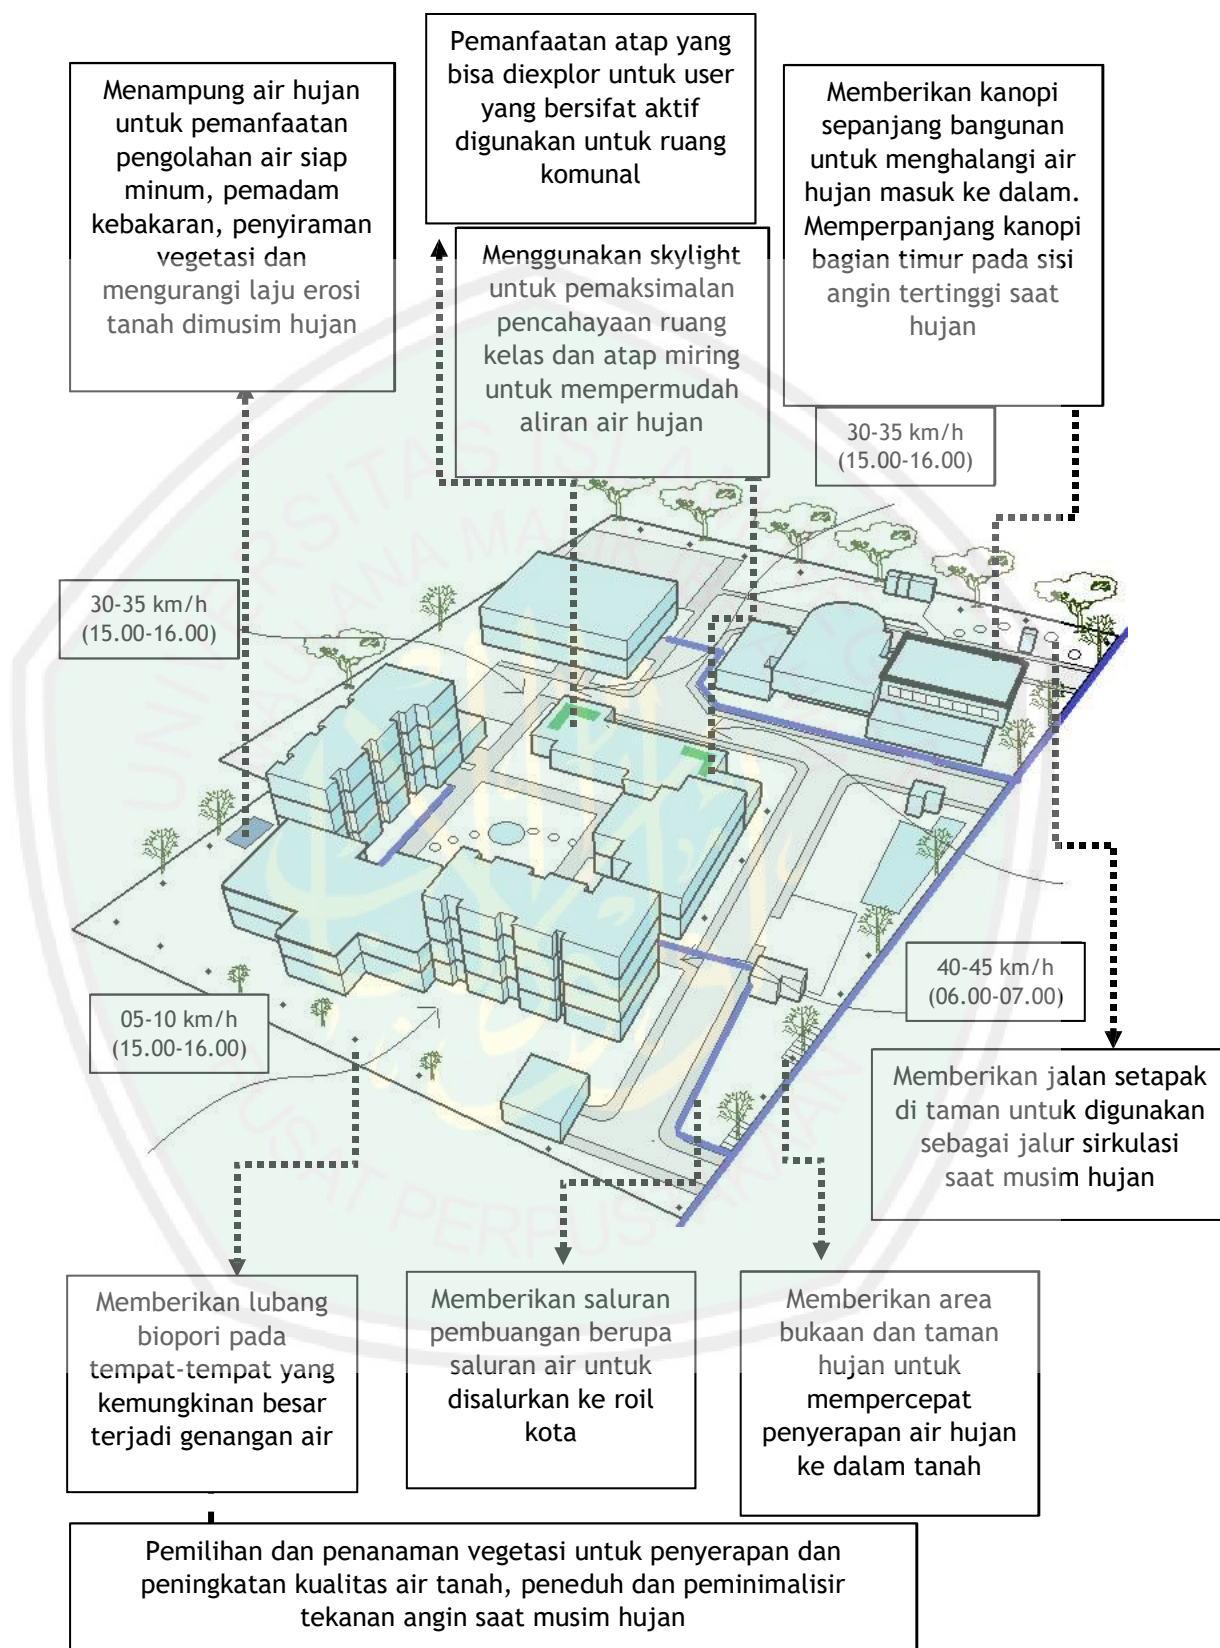 Pemanfaatan atap yang
bisa diexplor untuk user
yang bersifat aktif
digunakan untuk ruang
komunal
Menampung air hujan
untuk pemanfaatan
pengolahan air siap
minum, pemadam
kebakaran, penyiraman
vegetasi dan
mengurangi laju erosi
tanah dimusim hujan
Memberikan kanopi
sepanjang bangunan
untuk menghalangi air
hujan masuk ke dalam.
Memperpanjang kanopi
bagian timur pada sisi
angin tertinggi saat
hujan
Menggunakan skylight
untuk pemaksimalan
pencahayaan ruang
kelas dan atap miring
untuk mempermudah
aliran air hujan
30-35 km/h
(15.00-16.00)
30-35 km/h
(15.00-16.00)
40-45 km/h
(06.00-07.00)
05-10 km/h
(15.00-16.00)
Memberikan jalan setapak
di taman untuk digunakan
sebagai jalur sirkulasi
saat musim hujan
Memberikan lubang
biopori pada
tempat-tempat yang
kemungkinan besar
terjadi genangan air
Memberikan saluran
pembuangan berupa
saluran air untuk
disalurkan ke roil
kota
Memberikan area
bukaan dan taman
hujan untuk
mempercepat
penyerapan air hujan
ke dalam tanah
Pemilihan dan penanaman vegetasi untuk penyerapan dan
peningkatan kualitas air tanah, peneduh dan peminimalisir
tekanan angin saat musim hujan
UNIVERSITAS ISLAM
PUSAT PERPUSTAKAAN